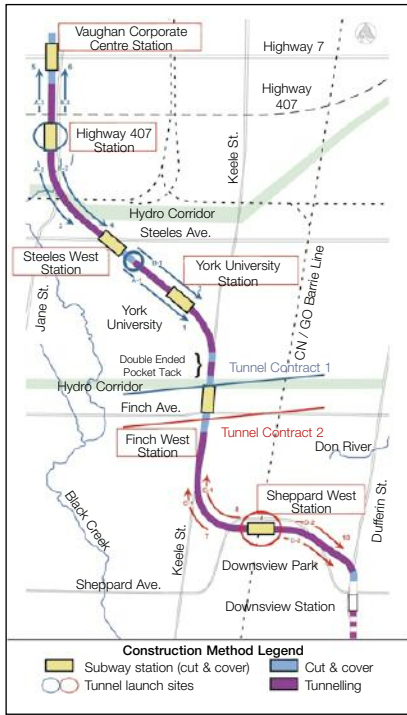 Vaughan Corporate
Centre Station
Highway 7
Highway
407
Highway 407
Station
Keele St.
Hydro Corridor
Steeles Ave.
Steeles West
Station
York University
Station
Jane St.
York
University
CN / GO Barrie Line
Double Ended
Pocket Tack
Tunnel Contract 1
Hydro Corridor
Finch Ave.
Tunnel Contract 2
Finch West
Station
Don River
Sheppard West
Station
Dufferin St.
Black Creek
Keele St.
7
8
10
Downsview Park
Sheppard Ave.
Downsview Station
Construction Method Legend
Subway station (cut & cover)
Cut & cover
Tunnel launch sites
Tunnelling